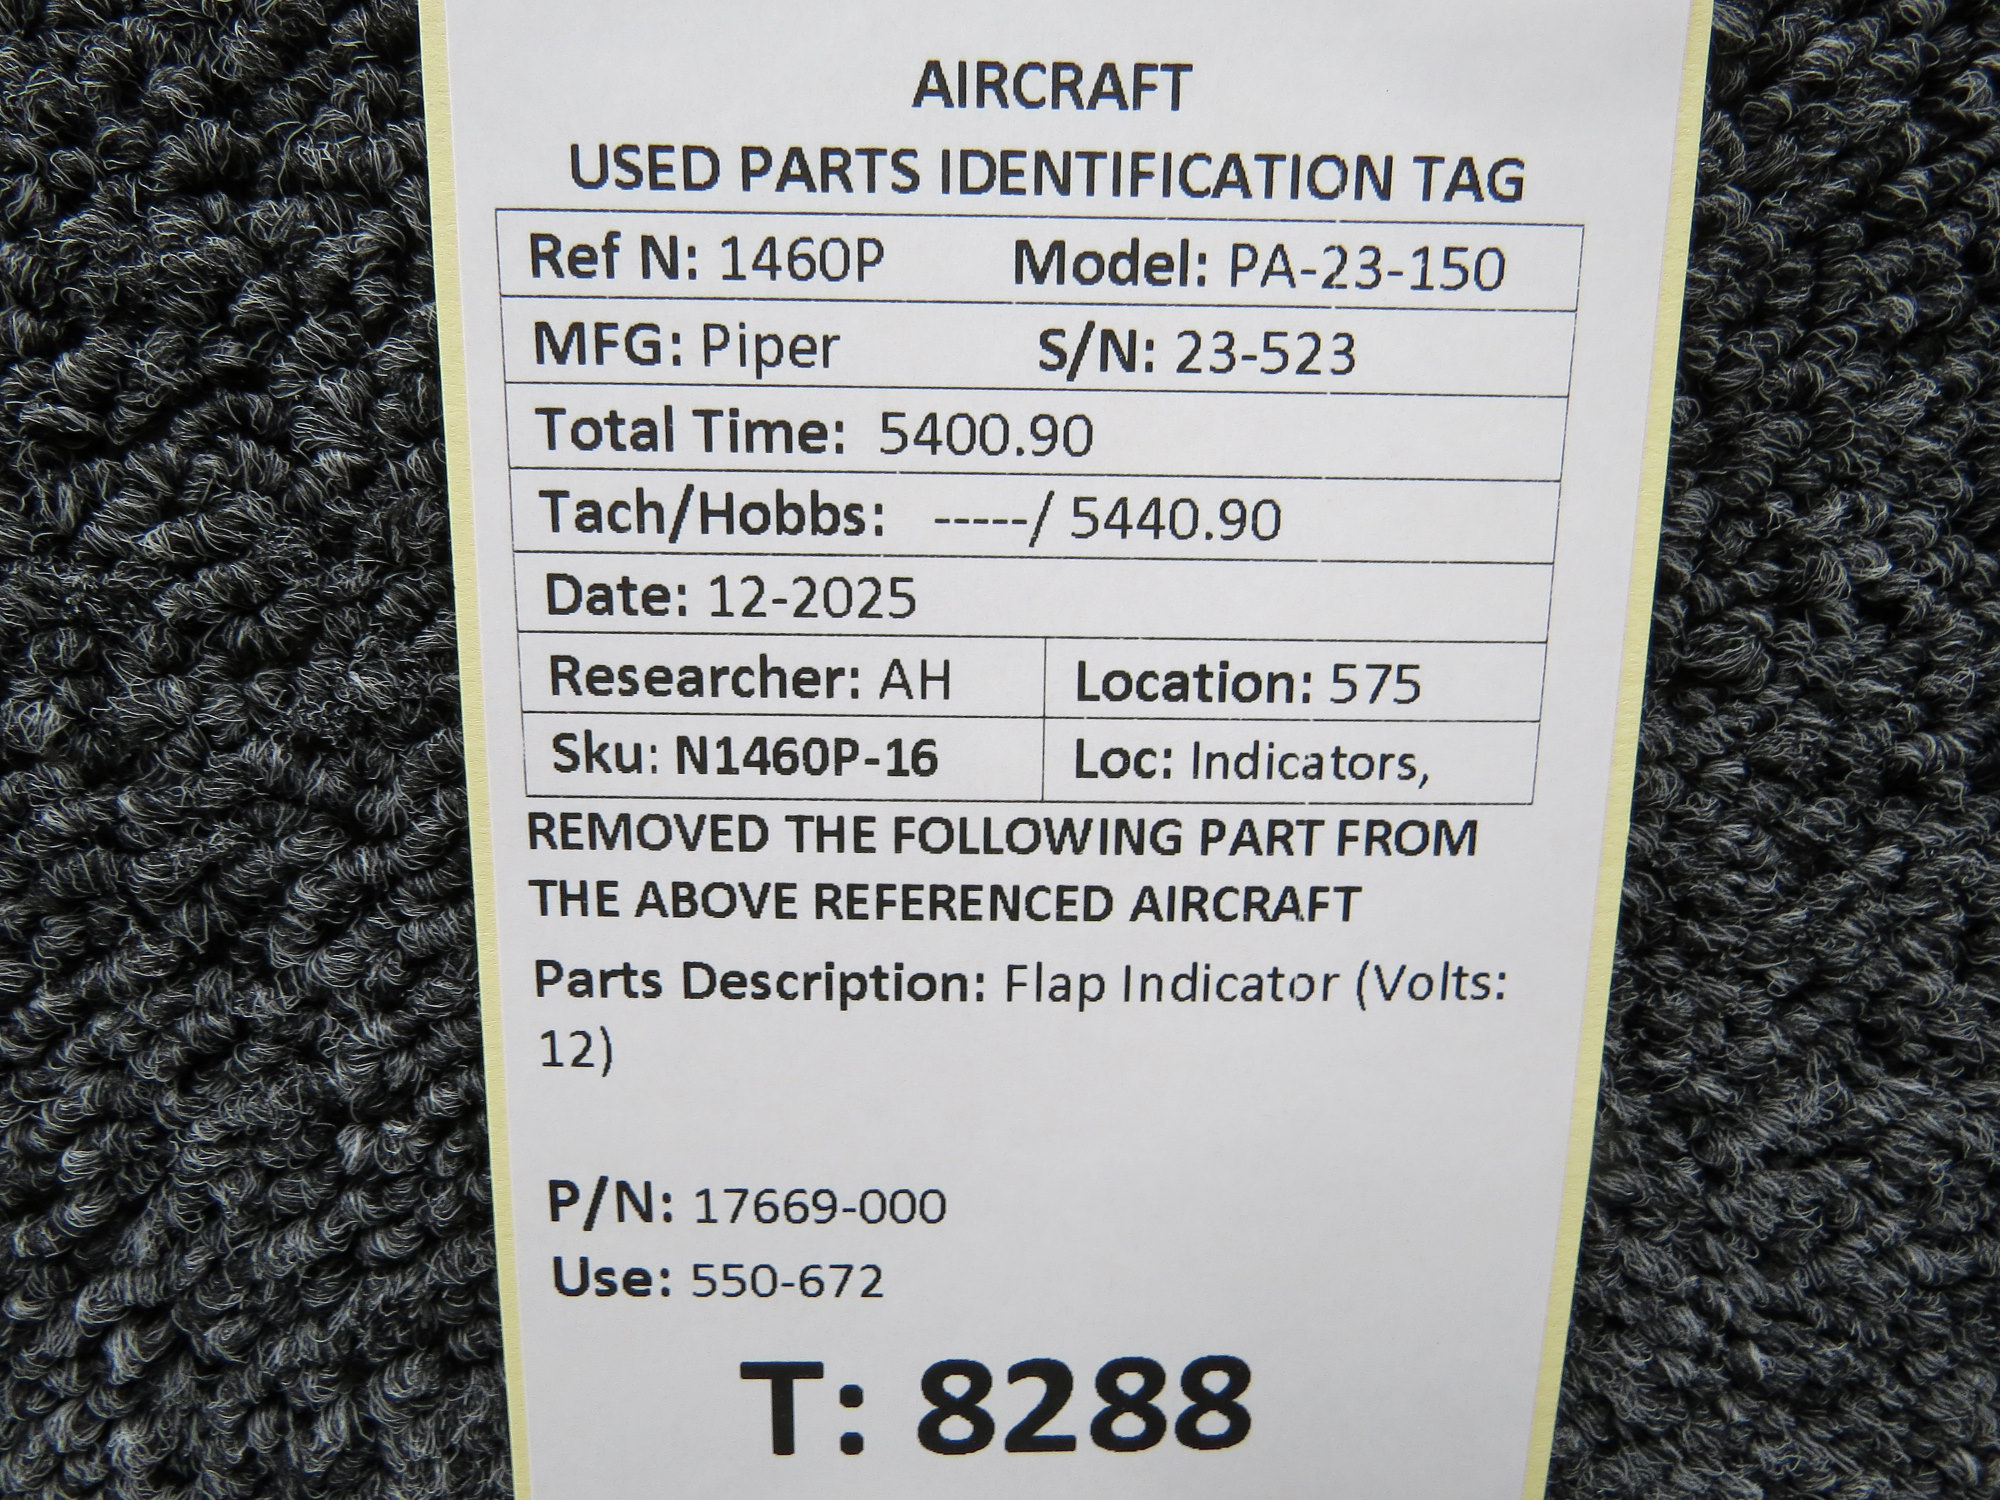 AIRCRAFT
USED PARTS IDENTIFICATION TAG
Ref N: 1460P Model: PA-23-150
MFG: Piper S/N: 23-523
Total Time: 5400.90
Tach/Hobbs: -----/ 5440.90
Date: 12-2025
Researcher: AH Location: 575
Sku: N1460P-16 Loc: Indicators,
REMOVED THE FOLLOWING PART FROM
THE ABOVE REFERENCED AIRCRAFT
Parts Description: Flap Indicator (Volts:
12)
P/N: 17669-000
Use: 550-672
T: 8288